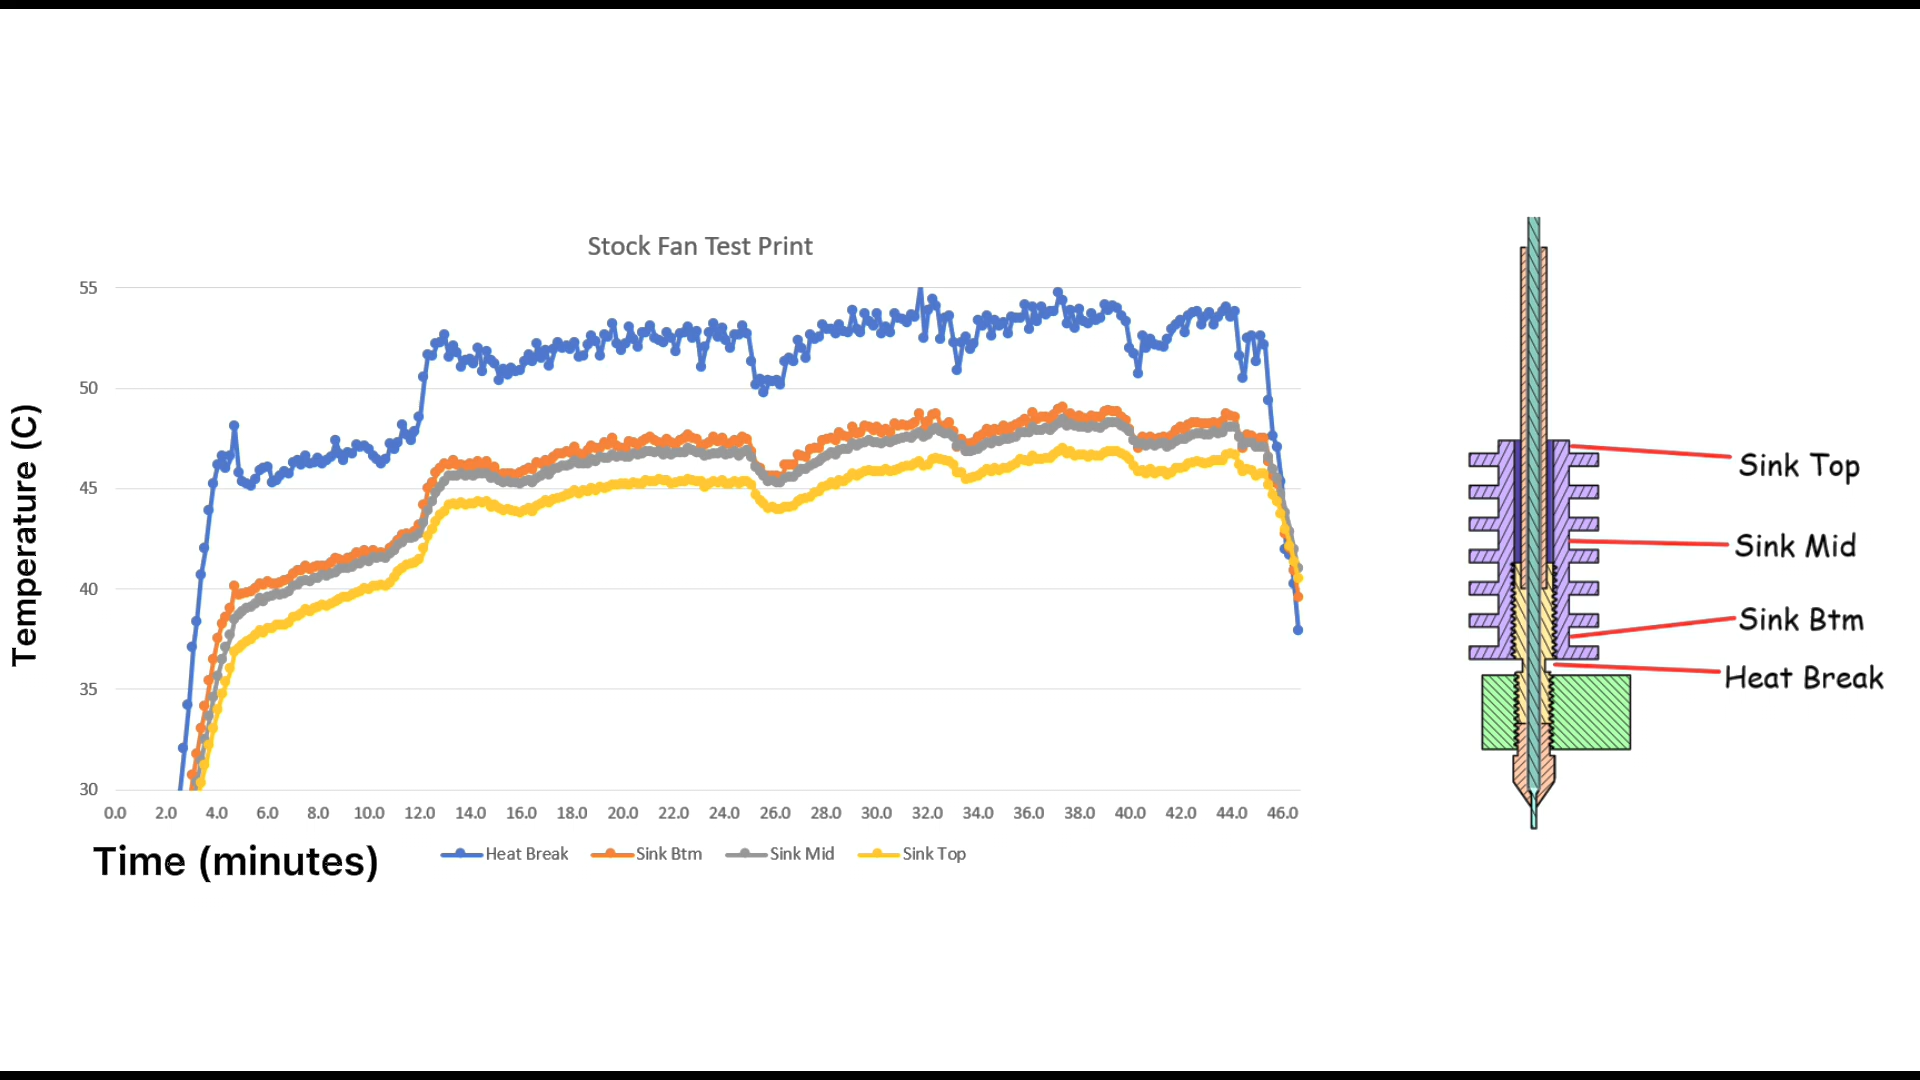 Stock Fan Test Print
Temperature (C)
55
50
45
40
35
30
0.0 2.0 4.0 6.0 8.0 10.0 12.0 14.0 16.0 18.0 20.0 22.0 24.0 26.0 28.0 30.0 32.0 34.0 36.0 38.0 40.0 42.0 44.0 46.0
Time (minutes)
Heat Break Sink Btm Sink Mid Sink Top
Sink Top
Sink Mid
Sink Btm
Heat Break